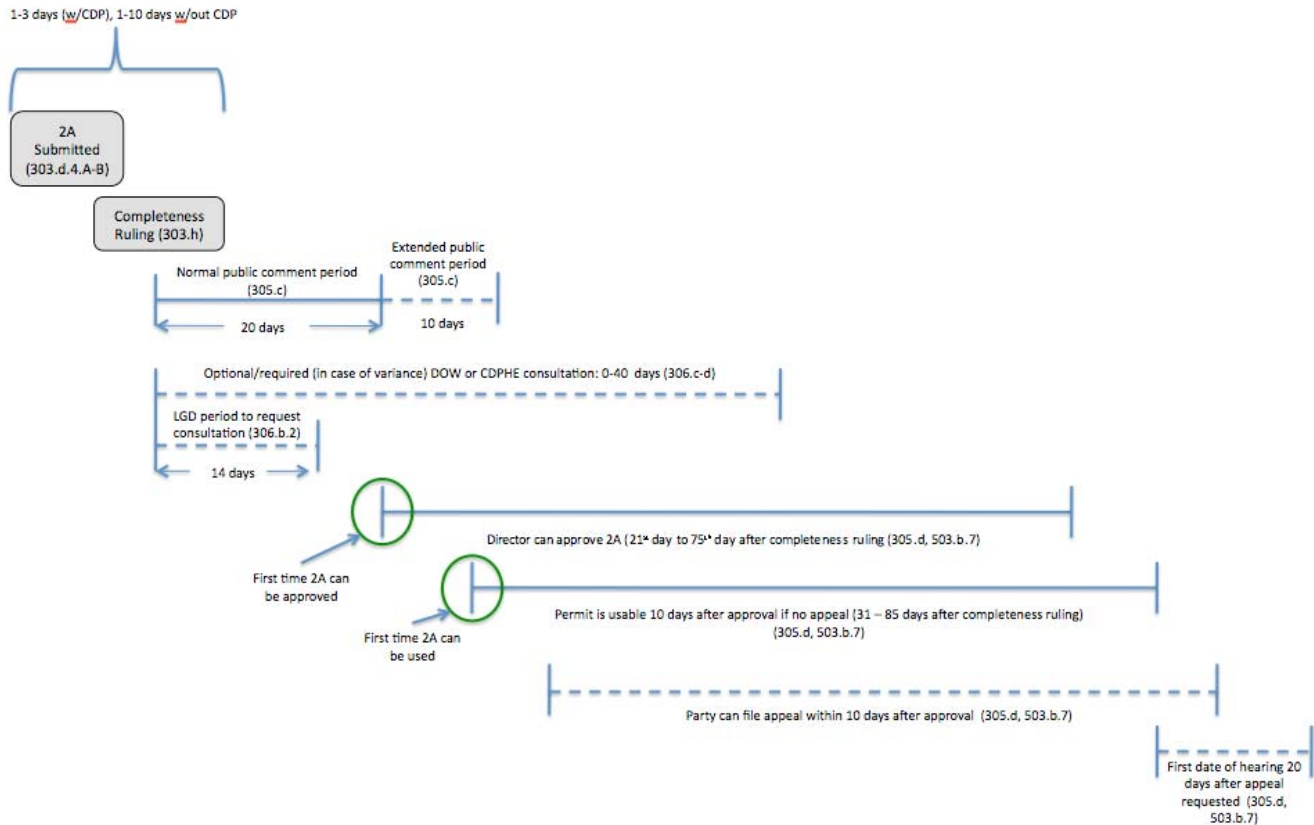 1-3 days (w/CDP), 1-10 days w/out CDP
2A
Submitted
(303.d.4.A-B)
Completeness
Ruling (303.h)
Normal public comment period
(305.c)
Extended public
comment period
(305.c)
20 days
10 days
Optional/required (in case of variance) DOW or CDPHE consultation: 0-40 days (306.c-d)
LGD period to request
consultation (306.b.2)
14 days
Director can approve 2A (21st day to 75th day after completeness ruling (305.d, 503.b.7)
First time 2A can
be approved
Permit is usable 10 days after approval if no appeal (31 – 85 days after completeness ruling)
(305.d, 503.b.7)
First time 2A can
be used
Party can file appeal within 10 days after approval (305.d, 503.b.7)
First date of hearing 20
days after appeal
requested (305.d,
503.b.7)